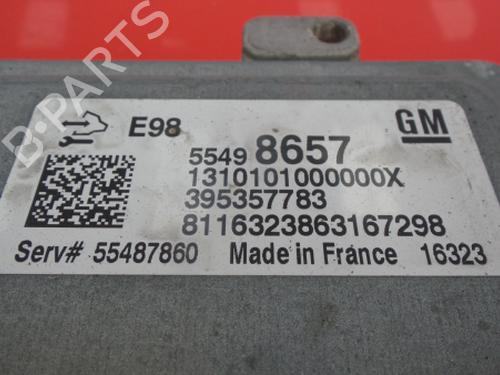 B-PARTS
E98
GM
5549 8657
1310101000000X
395357783
8116323863167298
Serv# 55487860 Made in France 16323